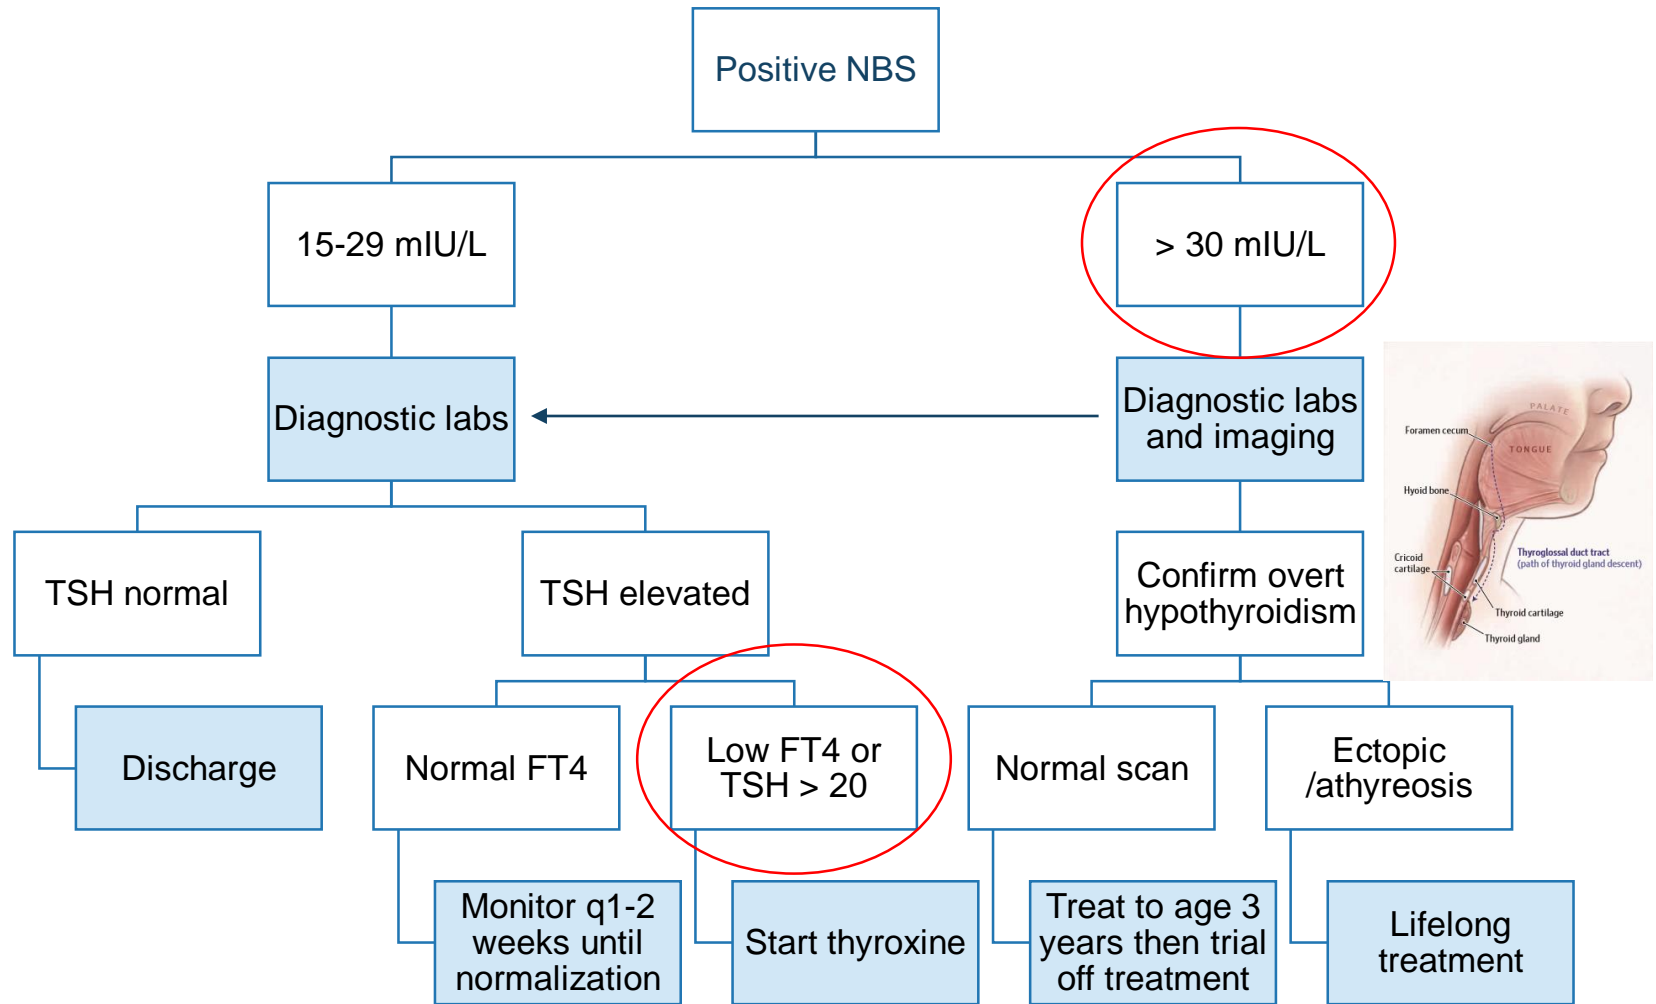 Positive NBS
15-29 mIU/L
> 30 mIU/L
Diagnostic labs
Diagnostic labs
and imaging
TSH normal
TSH elevated
Confirm overt
hypothyroidism
Discharge
Normal FT4
Low FT4 or
TSH > 20
Normal scan
Ectopic
/athyreosis
Monitor q1-2
weeks until
normalization
Start thyroxine
Treat to age 3
years then trial
off treatment
Lifelong
treatment
PALATE
Foramen cecum
TONGUE
Hyoid bone
Cricoid
cartilage
Thyroglossal duct tract
(path of thyroid gland descent)
Thyroid cartilage
Thyroid gland